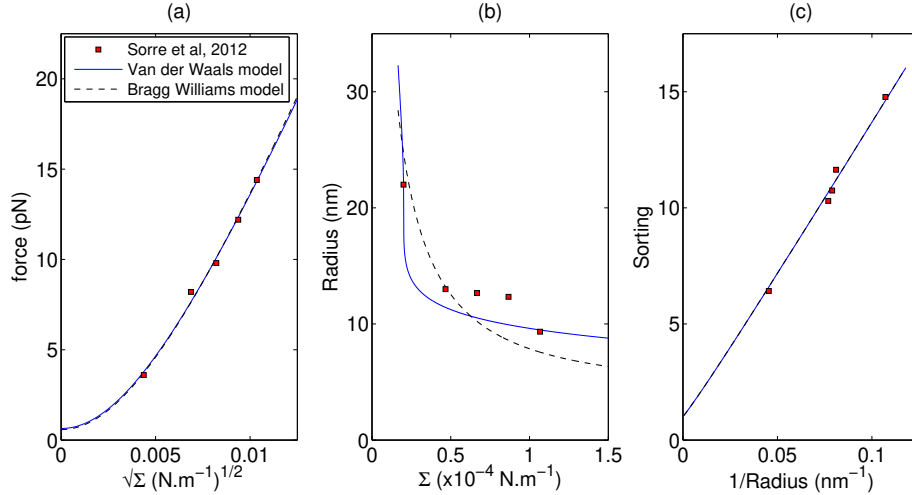 (a)
(b)
(c)
Sorre et al, 2012
Van der Waals model
Bragg Williams model
force (pN)
20
15
10
5
0
0
0.005
0.01
√Σ (N.m⁻¹)¹/²
Radius (nm)
30
20
10
0
0
0.5
1
1.5
Σ (x10⁻⁴ N.m⁻¹)
Sorting
15
10
5
0
0
0.05
0.1
1/Radius (nm⁻¹)